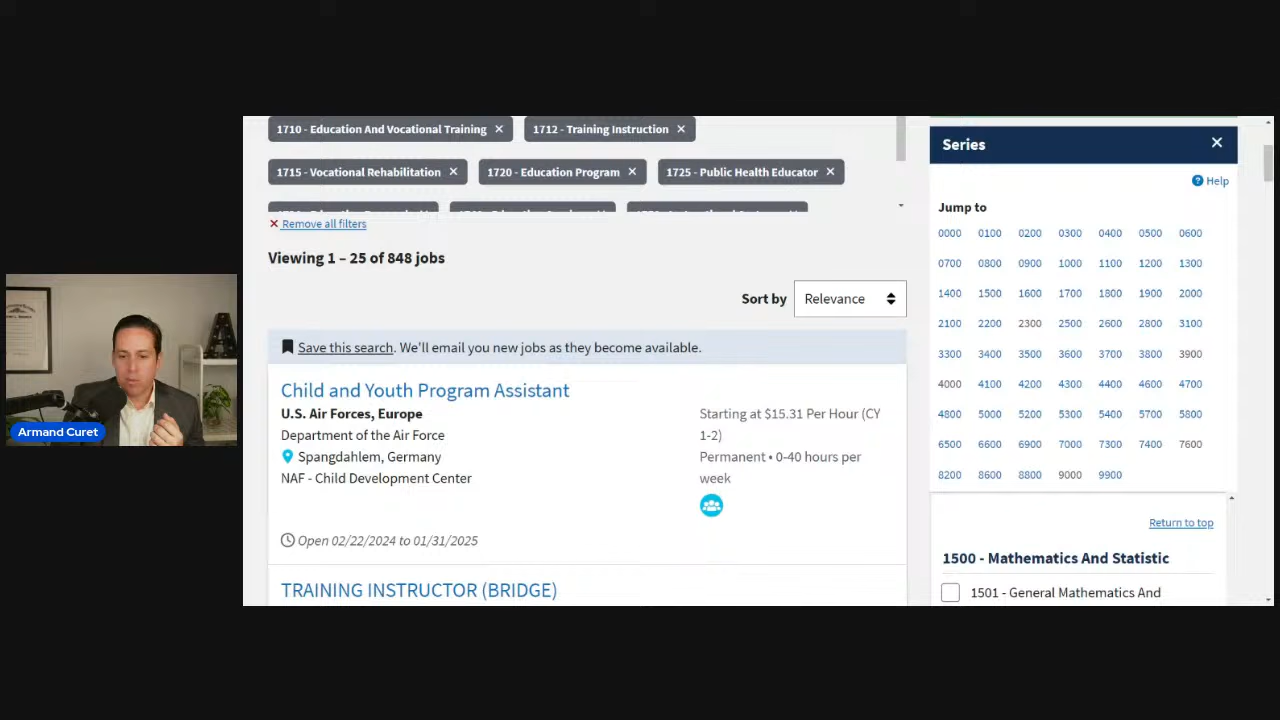 1710 - Education And Vocational Training ✕
1712 - Training Instruction ✕
1715 - Vocational Rehabilitation ✕
1720 - Education Program ✕
1725 - Public Health Educator ✕
✕ Remove all filters
Viewing 1 – 25 of 848 jobs
Sort by
Relevance
Save this search. We'll email you new jobs as they become available.
Child and Youth Program Assistant
U.S. Air Forces, Europe
Department of the Air Force
Spangdahlem, Germany
NAF - Child Development Center
Starting at $15.31 Per Hour (CY
1-2)
Permanent • 0-40 hours per
week
Open 02/22/2024 to 01/31/2025
TRAINING INSTRUCTOR (BRIDGE)
Series ✕
? Help
Jump to
0000 0100 0200 0300 0400 0500 0600
0700 0800 0900 1000 1100 1200 1300
1400 1500 1600 1700 1800 1900 2000
2100 2200 2300 2500 2600 2800 3100
3300 3400 3500 3600 3700 3800 3900
4000 4100 4200 4300 4400 4600 4700
4800 5000 5200 5300 5400 5700 5800
6500 6600 6900 7000 7300 7400 7600
8200 8600 8800 9000 9900
Return to top
1500 - Mathematics And Statistic
1501 - General Mathematics And
Armand Curet